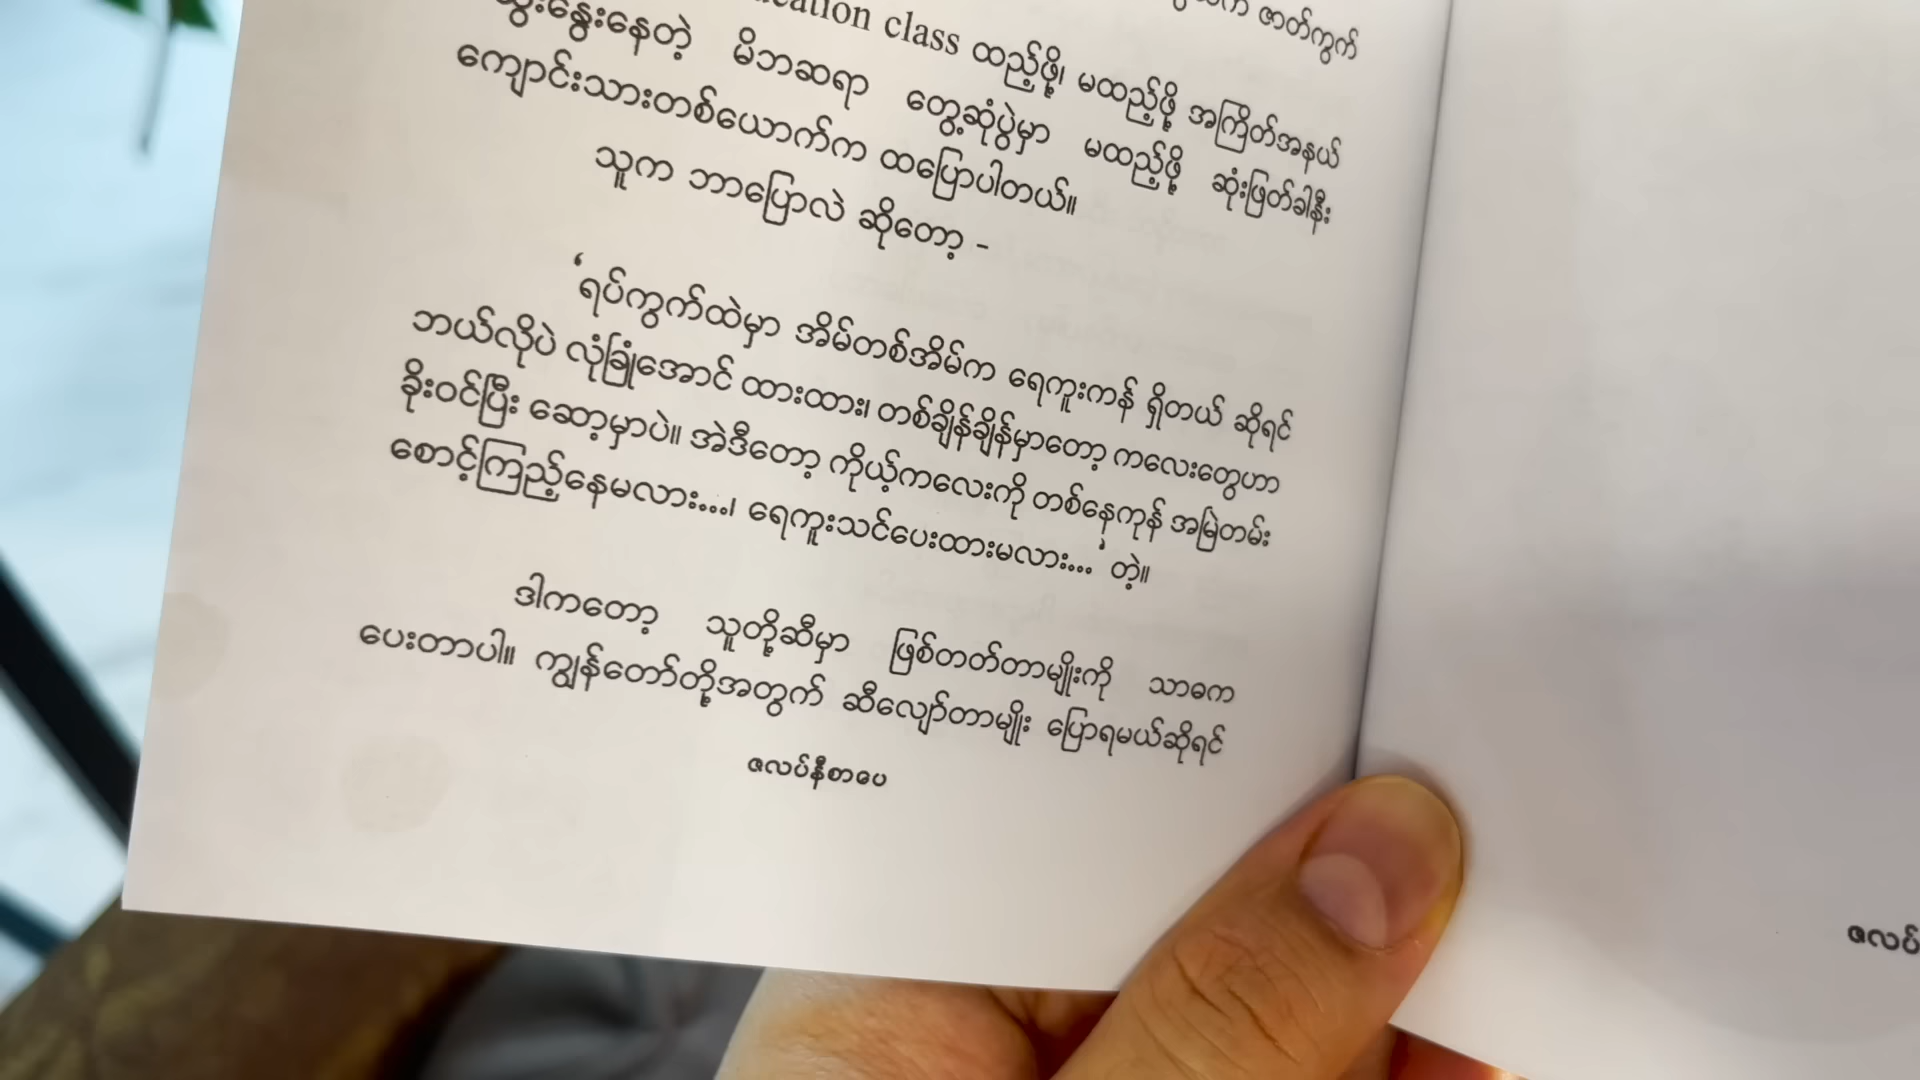 ဇာတ်ကွက်
class ထည့်ဖို့၊ မထည့်ဖို့ အကြိတ်အနယ်
ဆွေးနွေးနေတဲ့ မိဘဆရာ တွေ့ဆုံပွဲမှာ မထည့်ဖို့ ဆုံးဖြတ်ခါနီး
ကျောင်းသားတစ်ယောက်က ထပြောပါတယ်။
သူက ဘာပြောလဲ ဆိုတော့ -
‘ရပ်ကွက်ထဲမှာ အိမ်တစ်အိမ်က ရေကူးကန် ရှိတယ် ဆိုရင်
ဘယ်လိုပဲ လုံခြုံအောင် ထားထား၊ တစ်ချိန်ချိန်မှာတော့ ကလေးတွေဟာ
ခိုးဝင်ပြီး ဆော့မှာပဲ။ အဲဒီတော့ ကိုယ့်ကလေးကို တစ်နေ့ကုန် အမြဲတမ်း
စောင့်ကြည့်နေမလား...၊ ရေကူးသင်ပေးထားမလား...’ တဲ့။
ဒါကတော့ သူတို့ဆီမှာ ဖြစ်တတ်တာမျိုးကို သာဓက
ပေးတာပါ။ ကျွန်တော်တို့အတွက် ဆီလျော်တာမျိုး ပြောရမယ်ဆိုရင်
ဇလပ်နီစာပေ